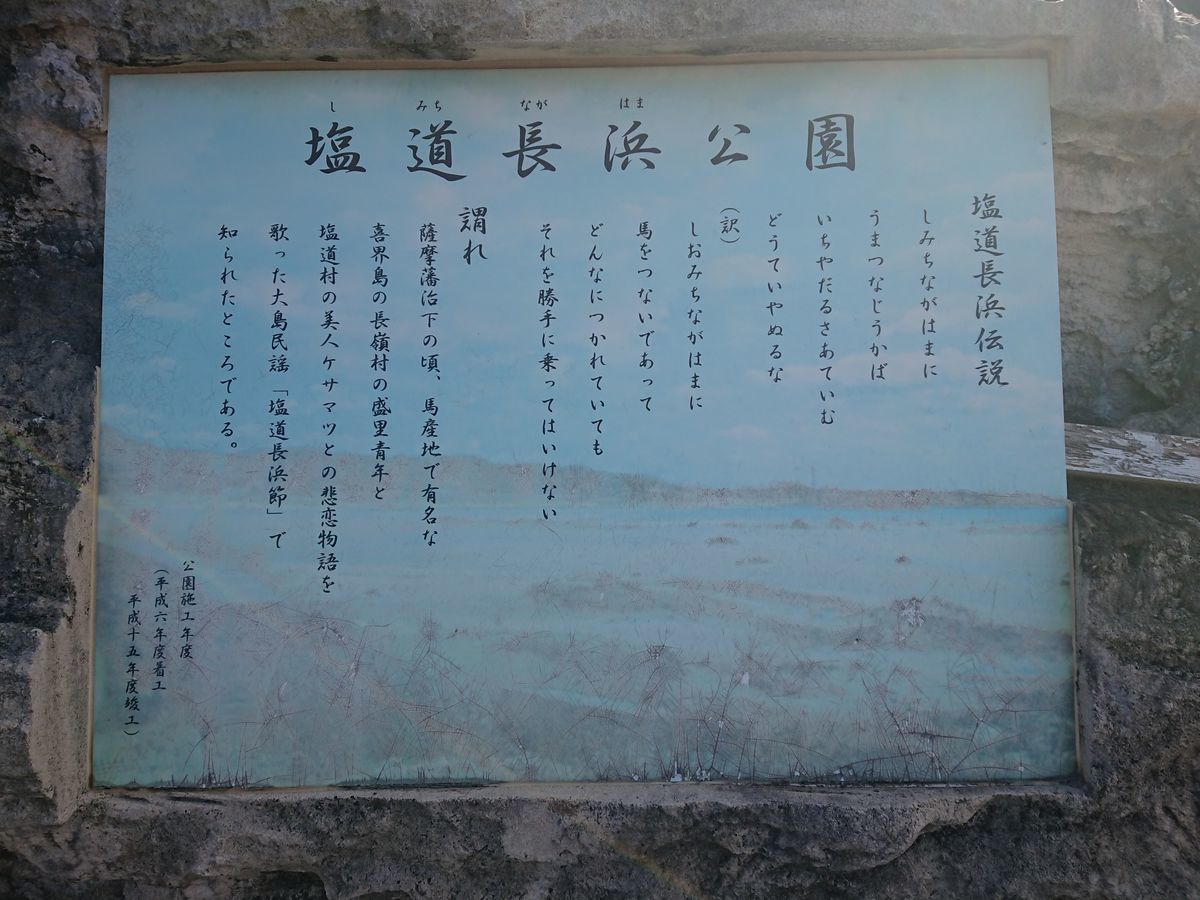 し みち なが はま
塩道長浜公園
塩道長浜伝説
しみちながはまに
うまつなじうかば
いちやだるさあていむ
どうていやぬるな
（訳）
しおみちながはまに
馬をつないであって
どんなにつかれていても
それを勝手に乗ってはいけない
謂れ
薩摩藩治下の頃、馬産地で有名な
喜界島の長嶺村の盛里青年と
塩道村の美人ケサマツとの悲恋物語を
歌った大島民謡「塩道長浜節」で
知られたところである。
公園施工年度
（平成六年度着工
平成十五年度竣工）